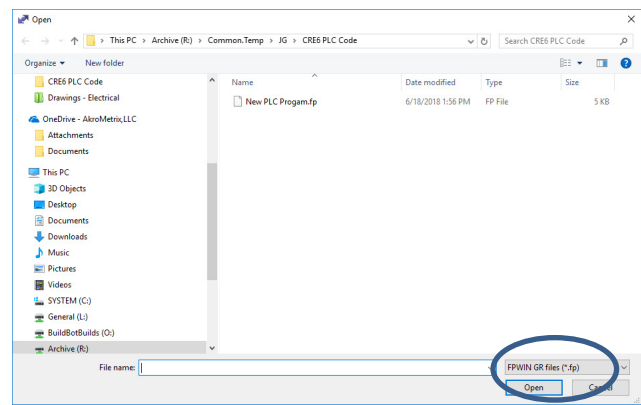 Open
This PC > Archive (R:) > Common.Temp > JG > CRE6 PLC Code
Search CRE6 PLC Code
Organize
New folder
CRE6 PLC Code
Drawings - Electrical
OneDrive - AkroMetrix,LLC
Attachments
Documents
This PC
3D Objects
Desktop
Documents
Downloads
Music
Pictures
Videos
SYSTEM (C:)
General (L:)
BuildBotBuilds (O:)
Archive (R:)
Name
Date modified
Type
Size
New PLC Progam.fp
6/18/2018 1:56 PM
FP File
5 KB
File name:
FPWIN GR files (*.fp)
Open
Cancel